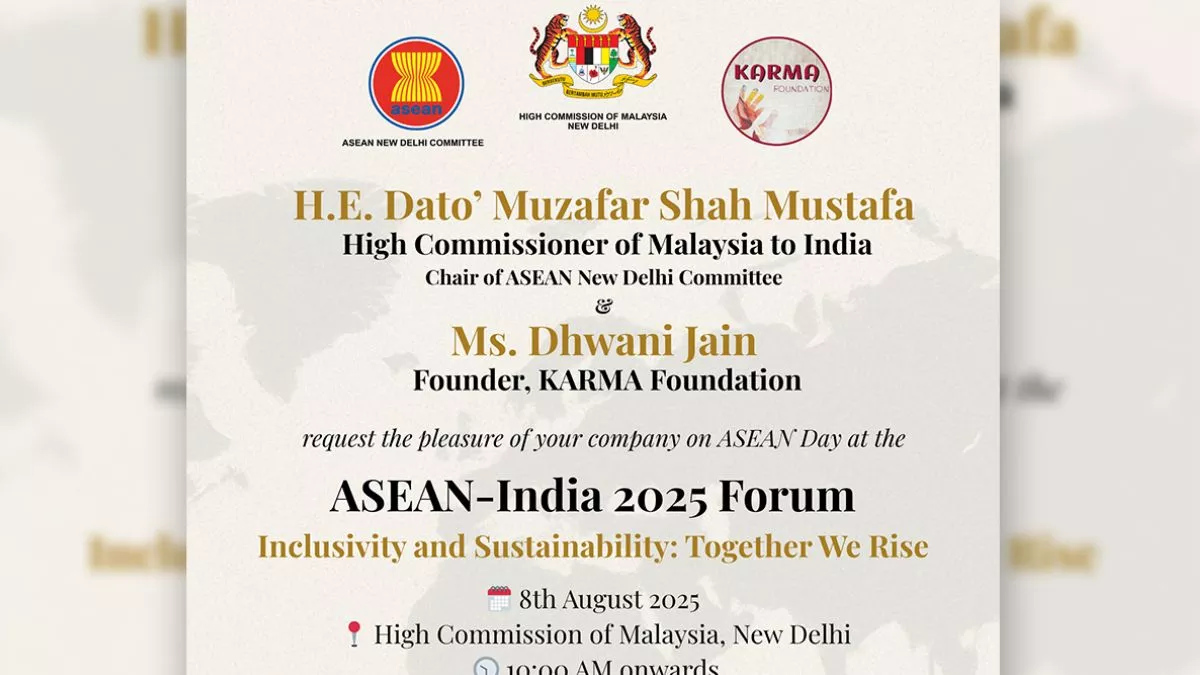 asean
ASEAN NEW DELHI COMMITTEE
BERTAMBAH MUTU
HIGH COMMISSION OF MALAYSIA
NEW DELHI
KARMA
FOUNDATION
H.E. Dato’ Muzafar Shah Mustafa
High Commissioner of Malaysia to India
Chair of ASEAN New Delhi Committee
&
Ms. Dhwani Jain
Founder, KARMA Foundation
request the pleasure of your company on ASEAN Day at the
ASEAN-India 2025 Forum
Inclusivity and Sustainability: Together We Rise
8th August 2025
High Commission of Malaysia, New Delhi
10:00 AM onwards